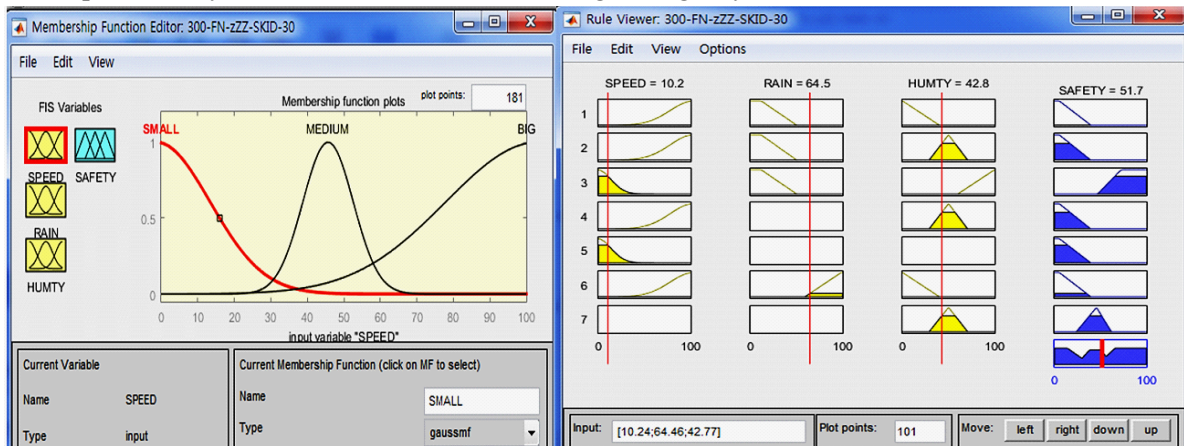 Membership Function Editor: 300-FN-zZZ-SKID-30
File Edit View
FIS Variables
SPEED SAFETY
RAIN
HUMTY
Membership function plots plot points: 181
SMALL MEDIUM BIG
1
0.5
0
0 10 20 30 40 50 60 70 80 90 100
input variable "SPEED"
Current Variable
Name SPEED
Type input
Current Membership Function (click on MF to select)
Name SMALL
Type gaussmf
Rule Viewer: 300-FN-zZZ-SKID-30
File Edit View Options
SPEED = 10.2 RAIN = 64.5 HUMTY = 42.8 SAFETY = 51.7
1
2
3
4
5
6
7
0 100 0 100 0 100
0 100
Input: [10.24;64.46;42.77] Plot points: 101 Move: left right down up